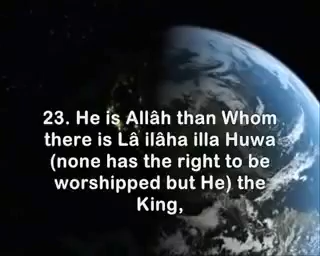 23. He is Allâh than Whom
there is Lâ ilâha illa Huwa
(none has the right to be
worshipped but He) the
King,